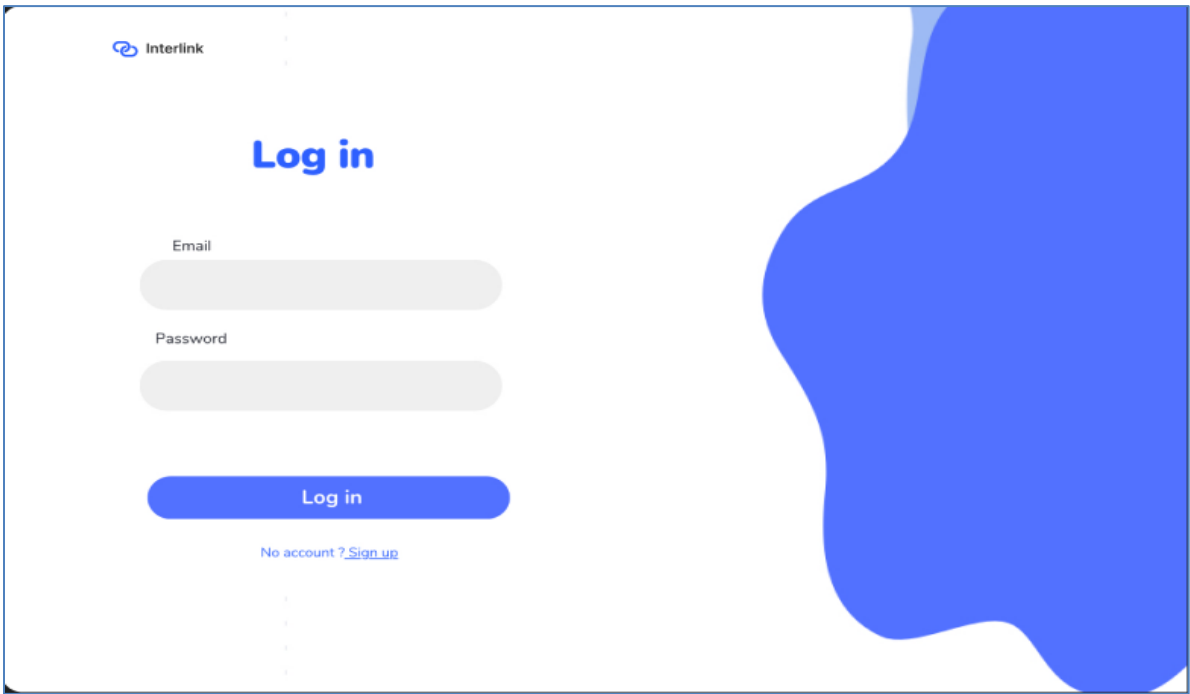 Interlink
Log in
Email
Password
Log in
No account ? Sign up